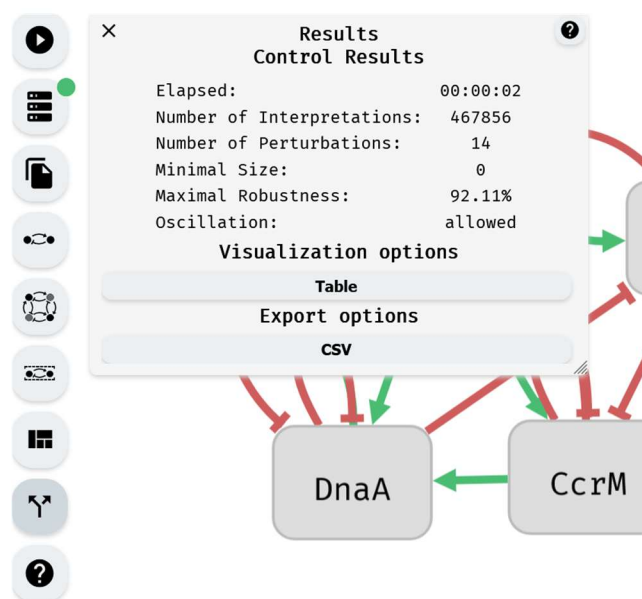 Results
Control Results
Elapsed: 00:00:02
Number of Interpretations: 467856
Number of Perturbations: 14
Minimal Size: 0
Maximal Robustness: 92.11%
Oscillation: allowed
Visualization options
Table
Export options
CSV
DnaA
CcrM